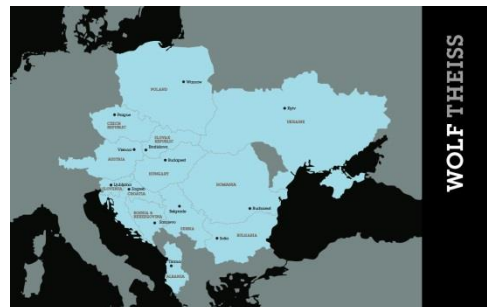 POLAND
Warsaw
Prague
CZECH
REPUBLIC
Kyiv
UKRAINE
SLOVAK
REPUBLIC
Bratislava
Vienna
AUSTRIA
Budapest
HUNGARY
Ljubljana
SLOVENIA
Zagreb
CROATIA
ROMANIA
BOSNIA &
HERZEGOVINA
Belgrade
Bucharest
Sarajevo
SERBIA
Sofia
BULGARIA
Tirana
ALBANIA
WOLF THEISS